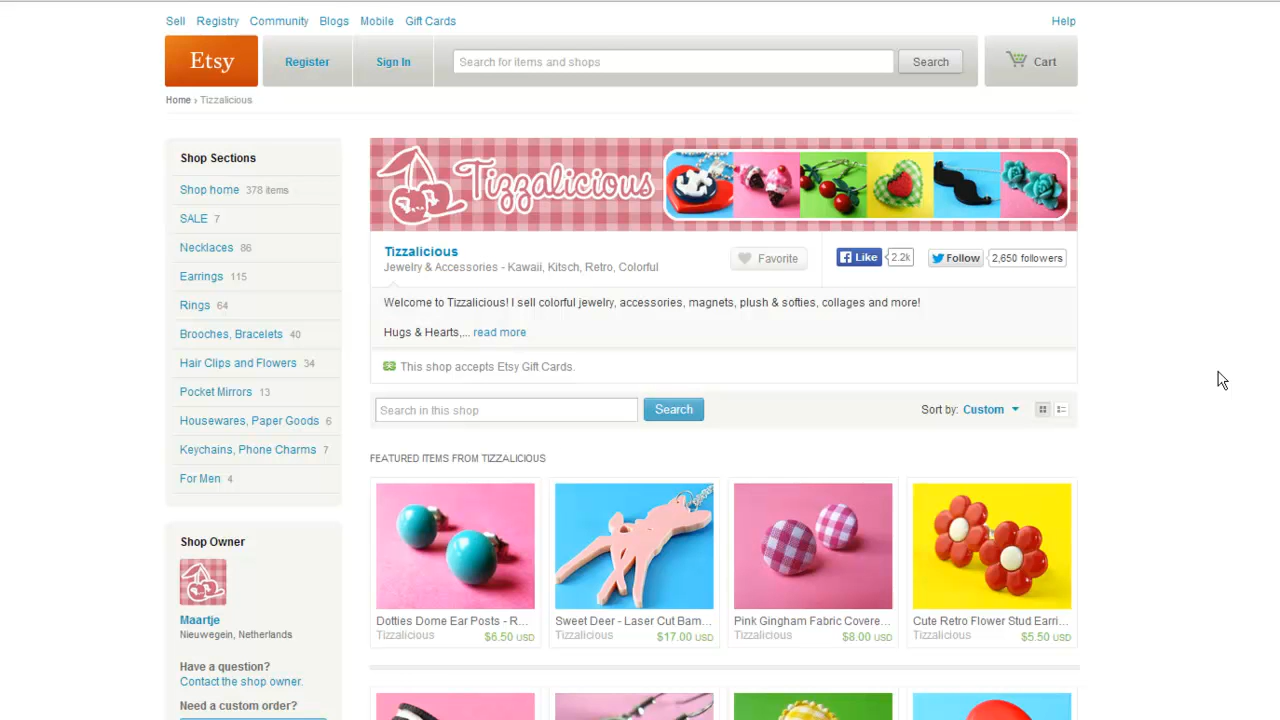 Sell Registry Community Blogs Mobile Gift Cards Help
Etsy Register Sign In Search for items and shops Search Cart
Home › Tizzalicious
Shop Sections
Shop home 378 items
SALE 7
Necklaces 86
Earrings 115
Rings 64
Brooches, Bracelets 40
Hair Clips and Flowers 34
Pocket Mirrors 13
Housewares, Paper Goods 6
Keychains, Phone Charms 7
For Men 4
Shop Owner
Maartje
Nieuwegein, Netherlands
Have a question?
Contact the shop owner.
Need a custom order?
Tizzalicious
Tizzalicious
Jewelry & Accessories - Kawaii, Kitsch, Retro, Colorful
Favorite
Like 2.2k
Follow 2,650 followers
Welcome to Tizzalicious! I sell colorful jewelry, accessories, magnets, plush & softies, collages and more!
Hugs & Hearts,... read more
This shop accepts Etsy Gift Cards.
Search in this shop Search Sort by: Custom
FEATURED ITEMS FROM TIZZALICIOUS
Dotties Dome Ear Posts - R...
Tizzalicious $6.50 USD
Sweet Deer - Laser Cut Bam...
Tizzalicious $17.00 USD
Pink Gingham Fabric Covere...
Tizzalicious $8.00 USD
Cute Retro Flower Stud Earri...
Tizzalicious $5.50 USD